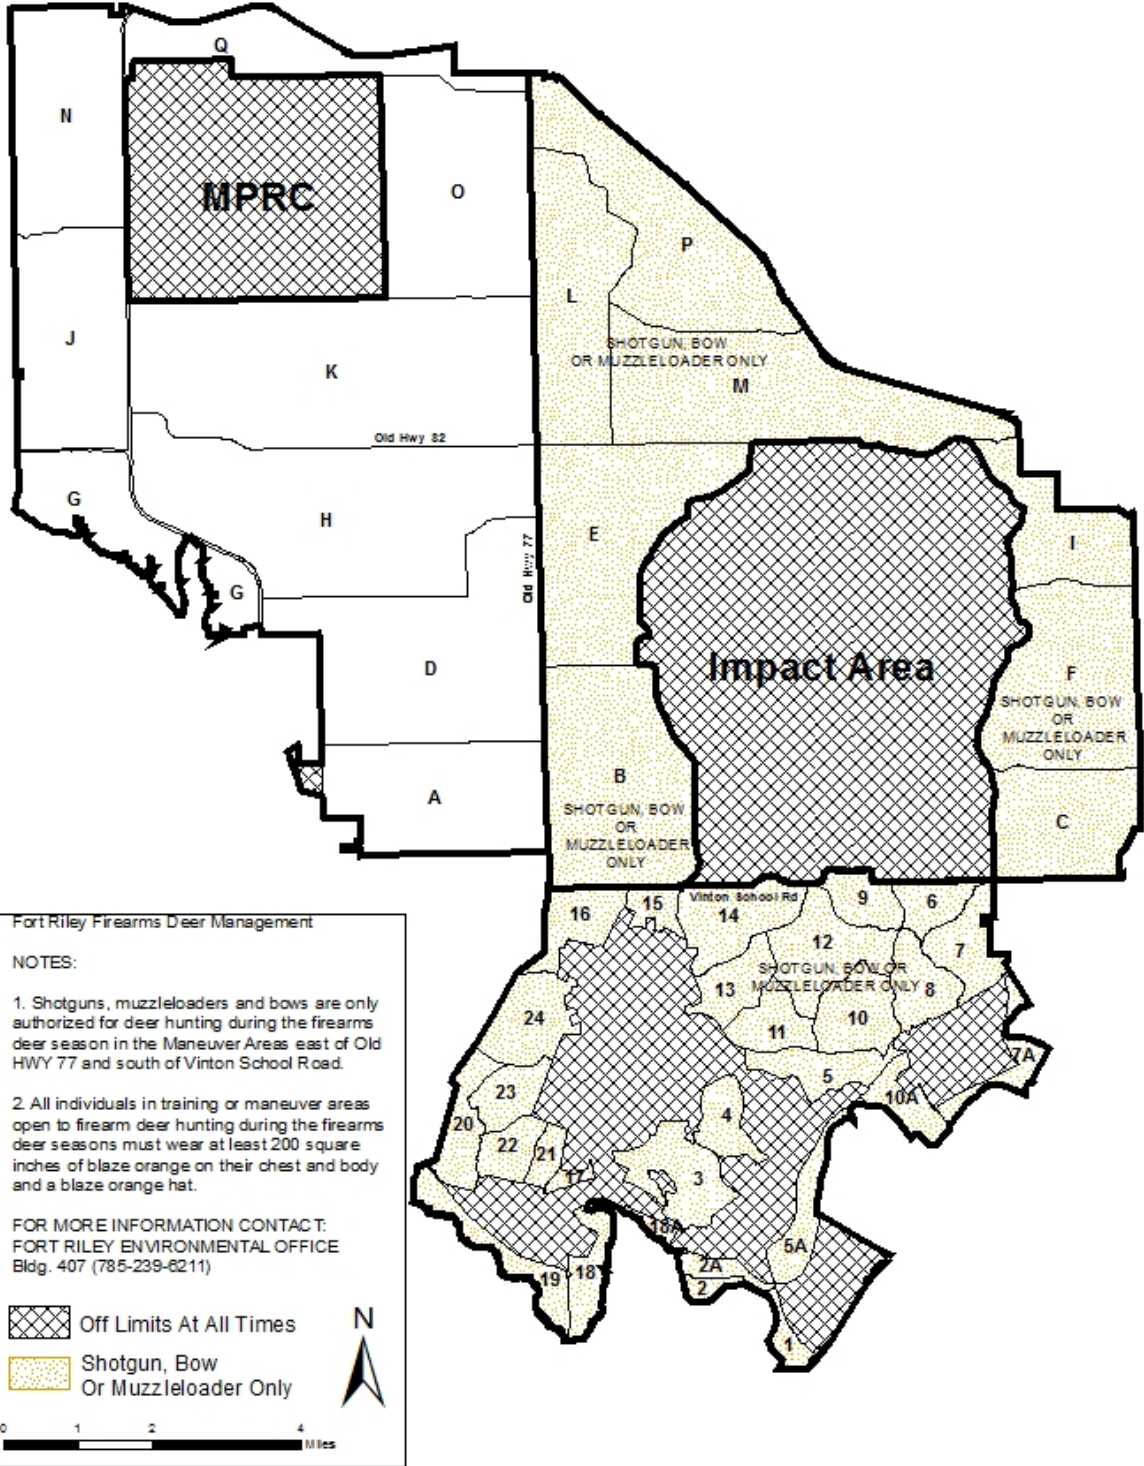 Q
N
MPRC
O
P
L
J
SHOTGUN, BOW
OR MUZZLELOADER ONLY
K
M
Old Hwy 82
G
H
E
I
Old Hwy 77
G
D
Impact Area
F
SHOTGUN, BOW
OR
MUZZLELOADER
ONLY
B
A
SHOTGUN, BOW
OR
MUZZLELOADER
ONLY
C
Vinton School Rd
16
15
14
9
6
12
7
SHOTGUN, BOW OR
MUZZLELOADER ONLY
13
8
24
11
10
7A
5
23
10A
4
20
22
21
17
3
18A
5A
2A
19
18
2
1
Fort Riley Firearms Deer Management
NOTES:
1. Shotguns, muzzleloaders and bows are only
authorized for deer hunting during the firearms
deer season in the Maneuver Areas east of Old
HWY 77 and south of Vinton School Road.
2. All individuals in training or maneuver areas
open to firearm deer hunting during the firearms
deer seasons must wear at least 200 square
inches of blaze orange on their chest and body
and a blaze orange hat.
FOR MORE INFORMATION CONTACT:
FORT RILEY ENVIRONMENTAL OFFICE
Bldg. 407 (785-239-6211)
Off Limits At All Times
N
Shotgun, Bow
Or Muzzleloader Only
0 1 2 4
Miles